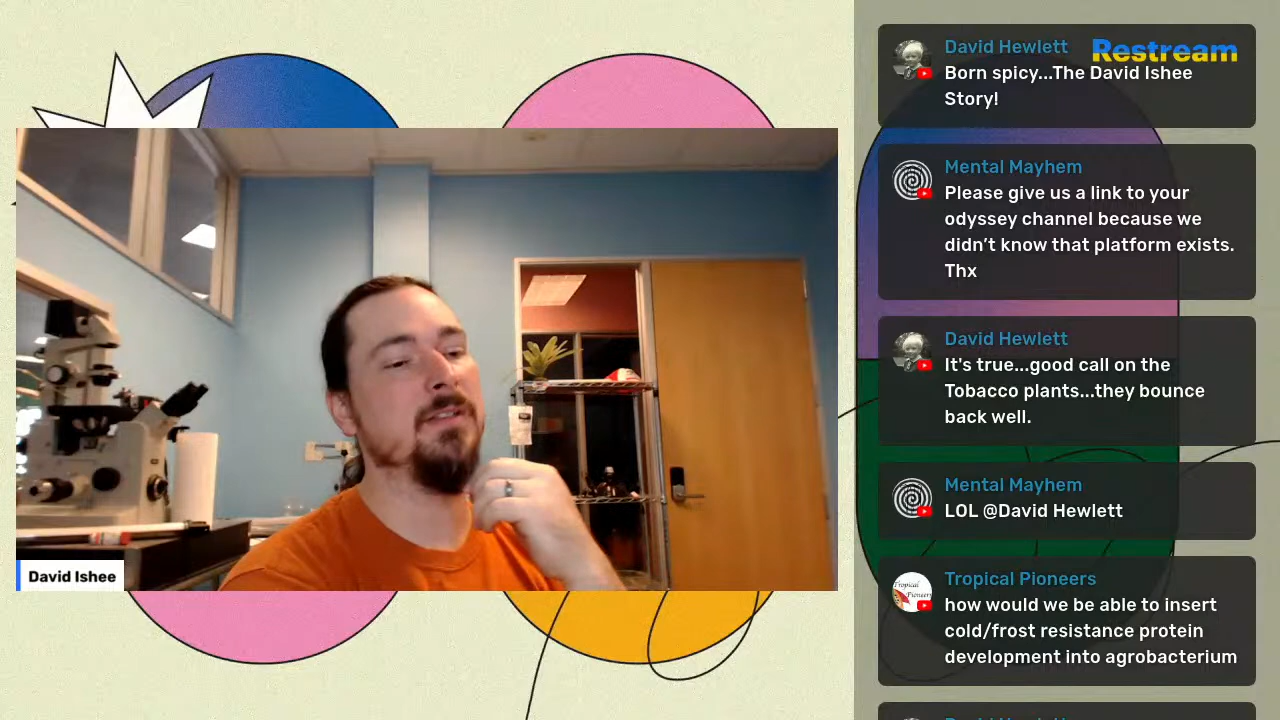 David Hewlett
Restream
Born spicy...The David Ishee
Story!
Mental Mayhem
Please give us a link to your
odyssey channel because we
didn't know that platform exists.
Thx
David Hewlett
It's true...good call on the
Tobacco plants...they bounce
back well.
Mental Mayhem
LOL @David Hewlett
Tropical Pioneers
how would we be able to insert
cold/frost resistance protein
development into agrobacterium
David Ishee
Tropical
Pioneers